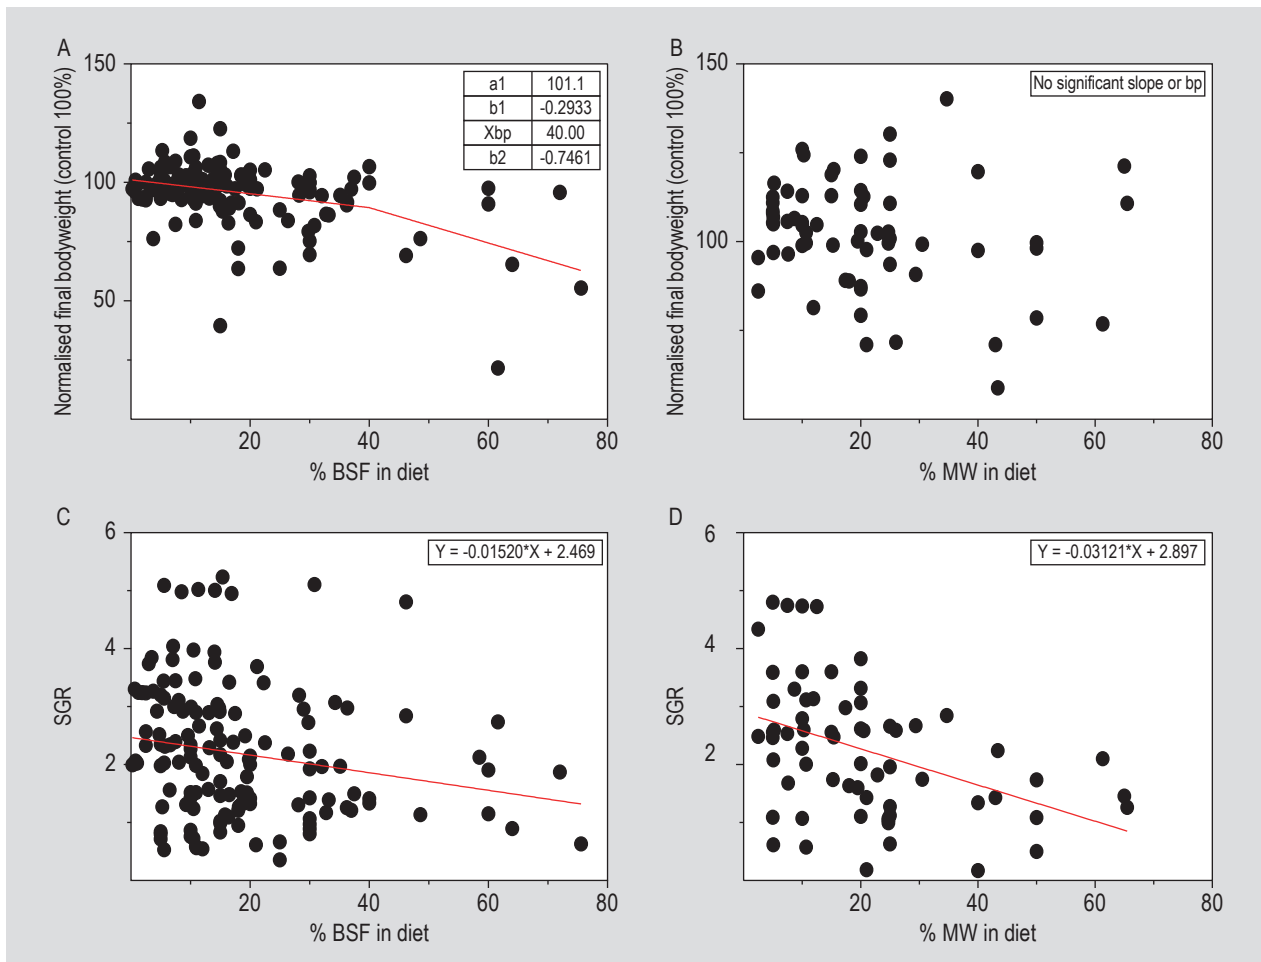 A
Normalised final bodyweight (control 100%)
150
100
50
a1 101.1
b1 -0.2933
Xbp 40.00
b2 -0.7461
20 40 60 80
% BSF in diet
B
Normalised final bodyweight (control 100%)
150
100
No significant slope or bp
20 40 60 80
% MW in diet
C
SGR
6
4
2
Y = -0.01520*X + 2.469
20 40 60 80
% BSF in diet
D
SGR
6
4
2
Y = -0.03121*X + 2.897
20 40 60 80
% MW in diet